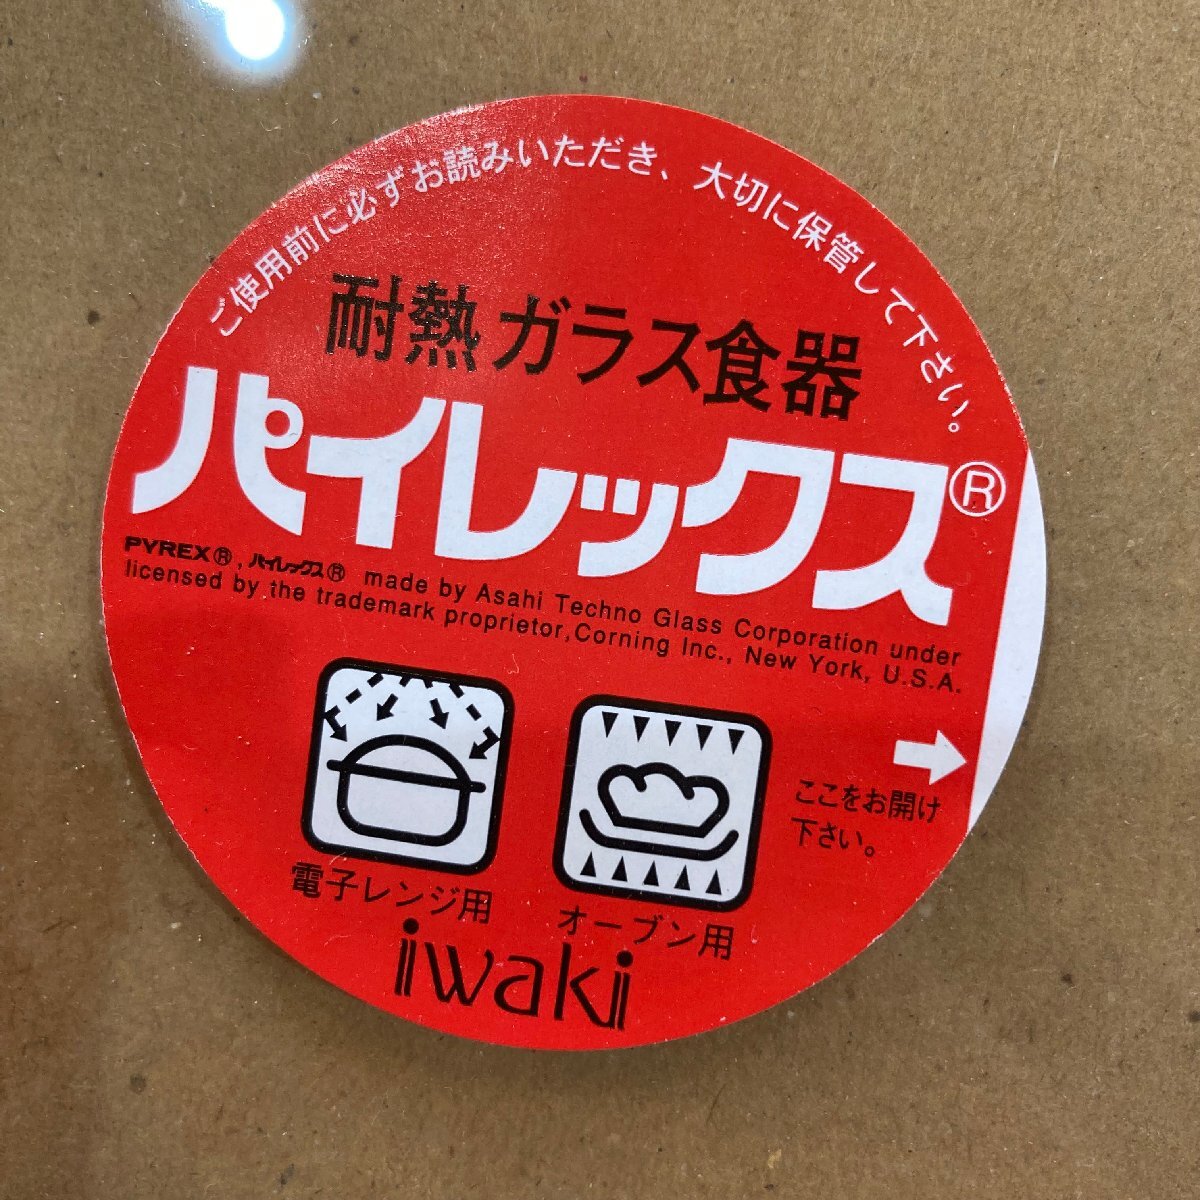 ご使用前に必ずお読みいただき、大切に保管して下さい。
耐熱 ガラス食器
パイレックス®
PYREX®, パイレックス® made by Asahi Techno Glass Corporation under
licensed by the trademark proprietor,Corning Inc., New York, U.S.A.
ここをお開け
下さい。
電子レンジ用
オーブン用
iwaki